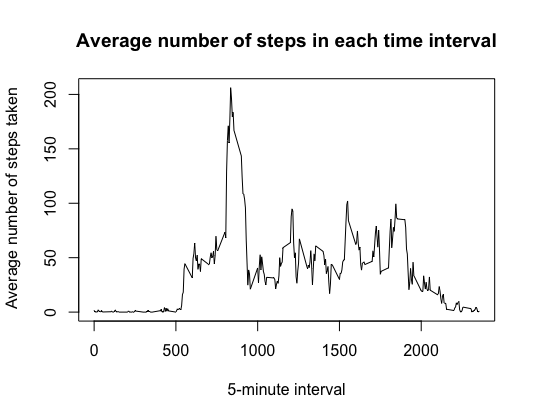 Average number of steps in each time interval
Average number of steps taken
200
150
100
50
0
0 500 1000 1500 2000
5-minute interval